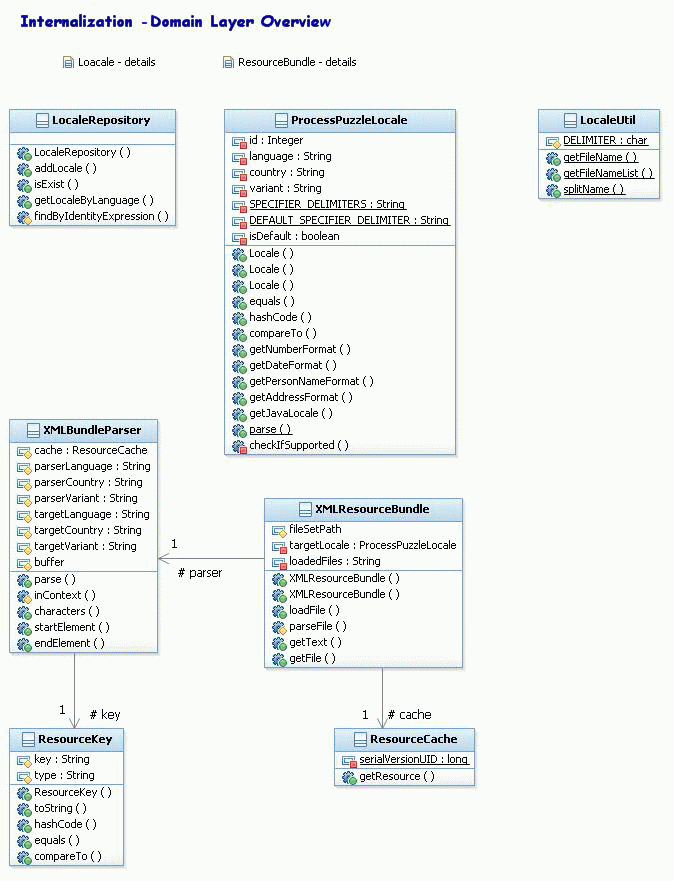 Internalization - Domain Layer Overview
Loacale - details
ResourceBundle - details
LocaleRepository
LocaleRepository ( )
addLocale ( )
isExist ( )
getLocaleByLanguage ( )
findByIdentityExpression ( )
ProcessPuzzleLocale
id : Integer
language : String
country : String
variant : String
SPECIFIER_DELIMITERS : String
DEFAULT_SPECIFIER_DELIMITER : String
isDefault : boolean
Locale ( )
Locale ( )
Locale ( )
equals ( )
hashCode ( )
compareTo ( )
getNumberFormat ( )
getDateFormat ( )
getPersonNameFormat ( )
getAddressFormat ( )
getJavaLocale ( )
parse ( )
checkIfSupported ( )
LocaleUtil
DELIMITER : char
getFileName ( )
getFileNameList ( )
splitName ( )
XMLBundleParser
cache : ResourceCache
parserLanguage : String
parserCountry : String
parserVariant : String
targetLanguage : String
targetCountry : String
targetVariant : String
buffer
parse ( )
inContext ( )
characters ( )
startElement ( )
endElement ( )
1
# parser
XMLResourceBundle
fileSetPath
targetLocale : ProcessPuzzleLocale
loadedFiles : String
XMLResourceBundle ( )
XMLResourceBundle ( )
loadFile ( )
parseFile ( )
getText ( )
getFile ( )
1
# key
1
# cache
ResourceKey
key : String
type : String
ResourceKey ( )
toString ( )
hashCode ( )
equals ( )
compareTo ( )
ResourceCache
serialVersionUID : long
getResource ( )